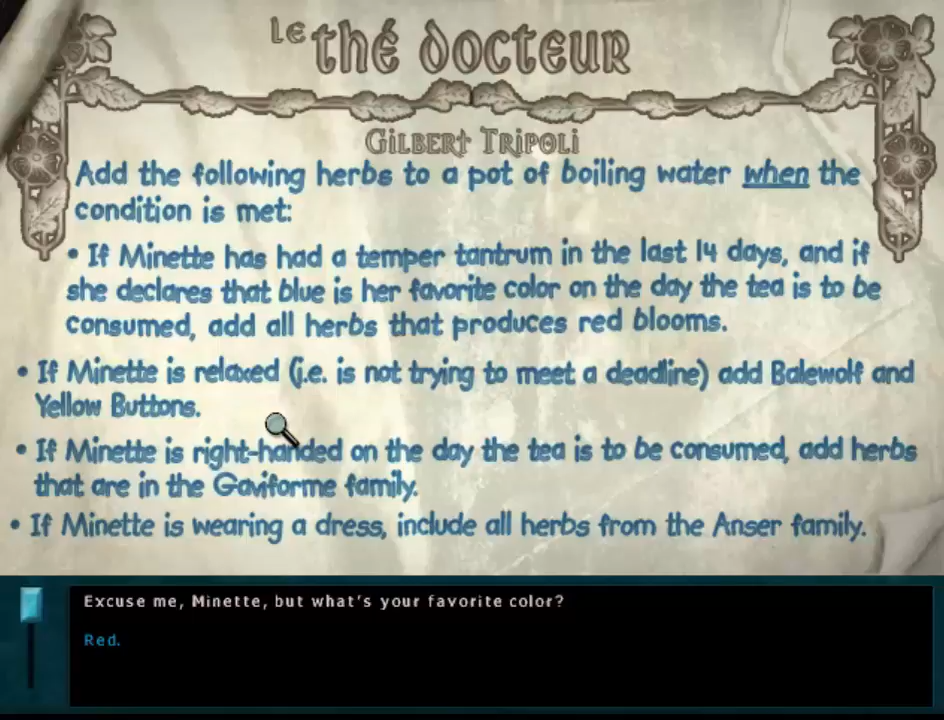 Le thé docteur
Gilbert Tripoli
Add the following herbs to a pot of boiling water when the
condition is met:
• If Minette has had a temper tantrum in the last 14 days, and if
she declares that blue is her favorite color on the day the tea is to be
consumed, add all herbs that produces red blooms.
• If Minette is relaxed (i.e. is not trying to meet a deadline) add Balewolf and
Yellow Buttons.
• If Minette is right-handed on the day the tea is to be consumed, add herbs
that are in the Gaviforme family.
• If Minette is wearing a dress, include all herbs from the Anser family.
Excuse me, Minette, but what's your favorite color?
Red.